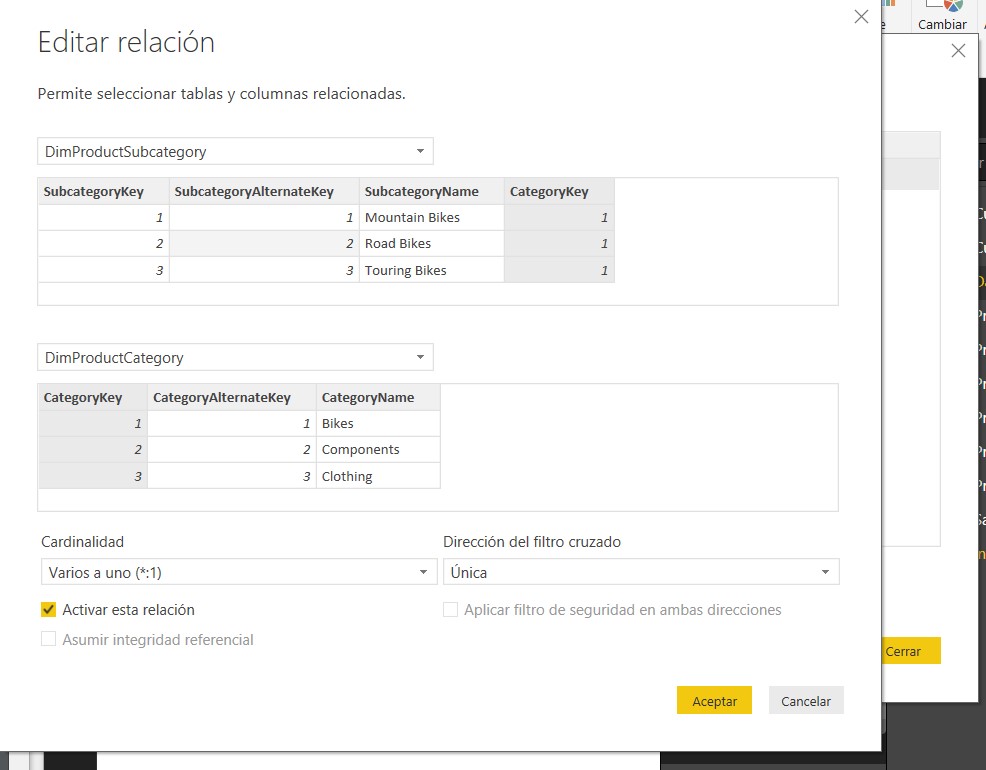 Cambiar
Editar relación
Permite seleccionar tablas y columnas relacionadas.
DimProductSubcategory
SubcategoryKey SubcategoryAlternateKey SubcategoryName CategoryKey
1 1 Mountain Bikes 1
2 2 Road Bikes 1
3 3 Touring Bikes 1
DimProductCategory
CategoryKey CategoryAlternateKey CategoryName
1 1 Bikes
2 2 Components
3 3 Clothing
Cardinalidad Dirección del filtro cruzado
Varios a uno (*:1) Única
Activar esta relación Aplicar filtro de seguridad en ambas direcciones
Asumir integridad referencial
Cerrar
Aceptar Cancelar